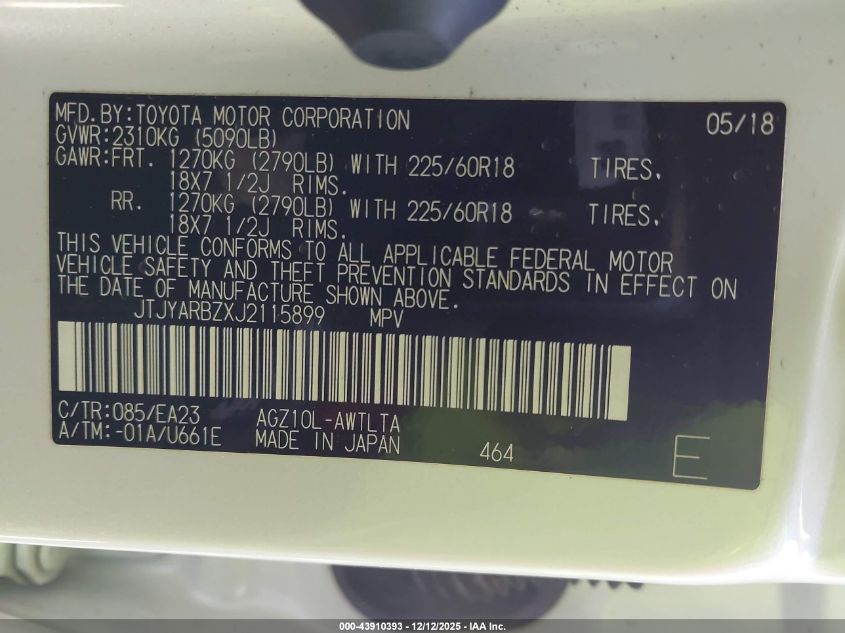 MFD.BY:TOYOTA MOTOR CORPORATION 05/18
GVWR:2310KG (5090LB)
GAWR:FRT. 1270KG (2790LB) WITH 225/60R18 TIRES,
18X7 1/2J RIMS.
RR. 1270KG (2790LB) WITH 225/60R18 TIRES,
18X7 1/2J RIMS.
THIS VEHICLE CONFORMS TO ALL APPLICABLE FEDERAL MOTOR
VEHICLE SAFETY AND THEFT PREVENTION STANDARDS IN EFFECT ON
THE DATE OF MANUFACTURE SHOWN ABOVE.
JTJYARBZXJ2115899 MPV
C/TR:085/EA23 AGZ10L-AWTLTA
A/TM:-01A/U661E MADE IN JAPAN 464 E
000-43910393 - 12/12/2025 - IAA Inc.